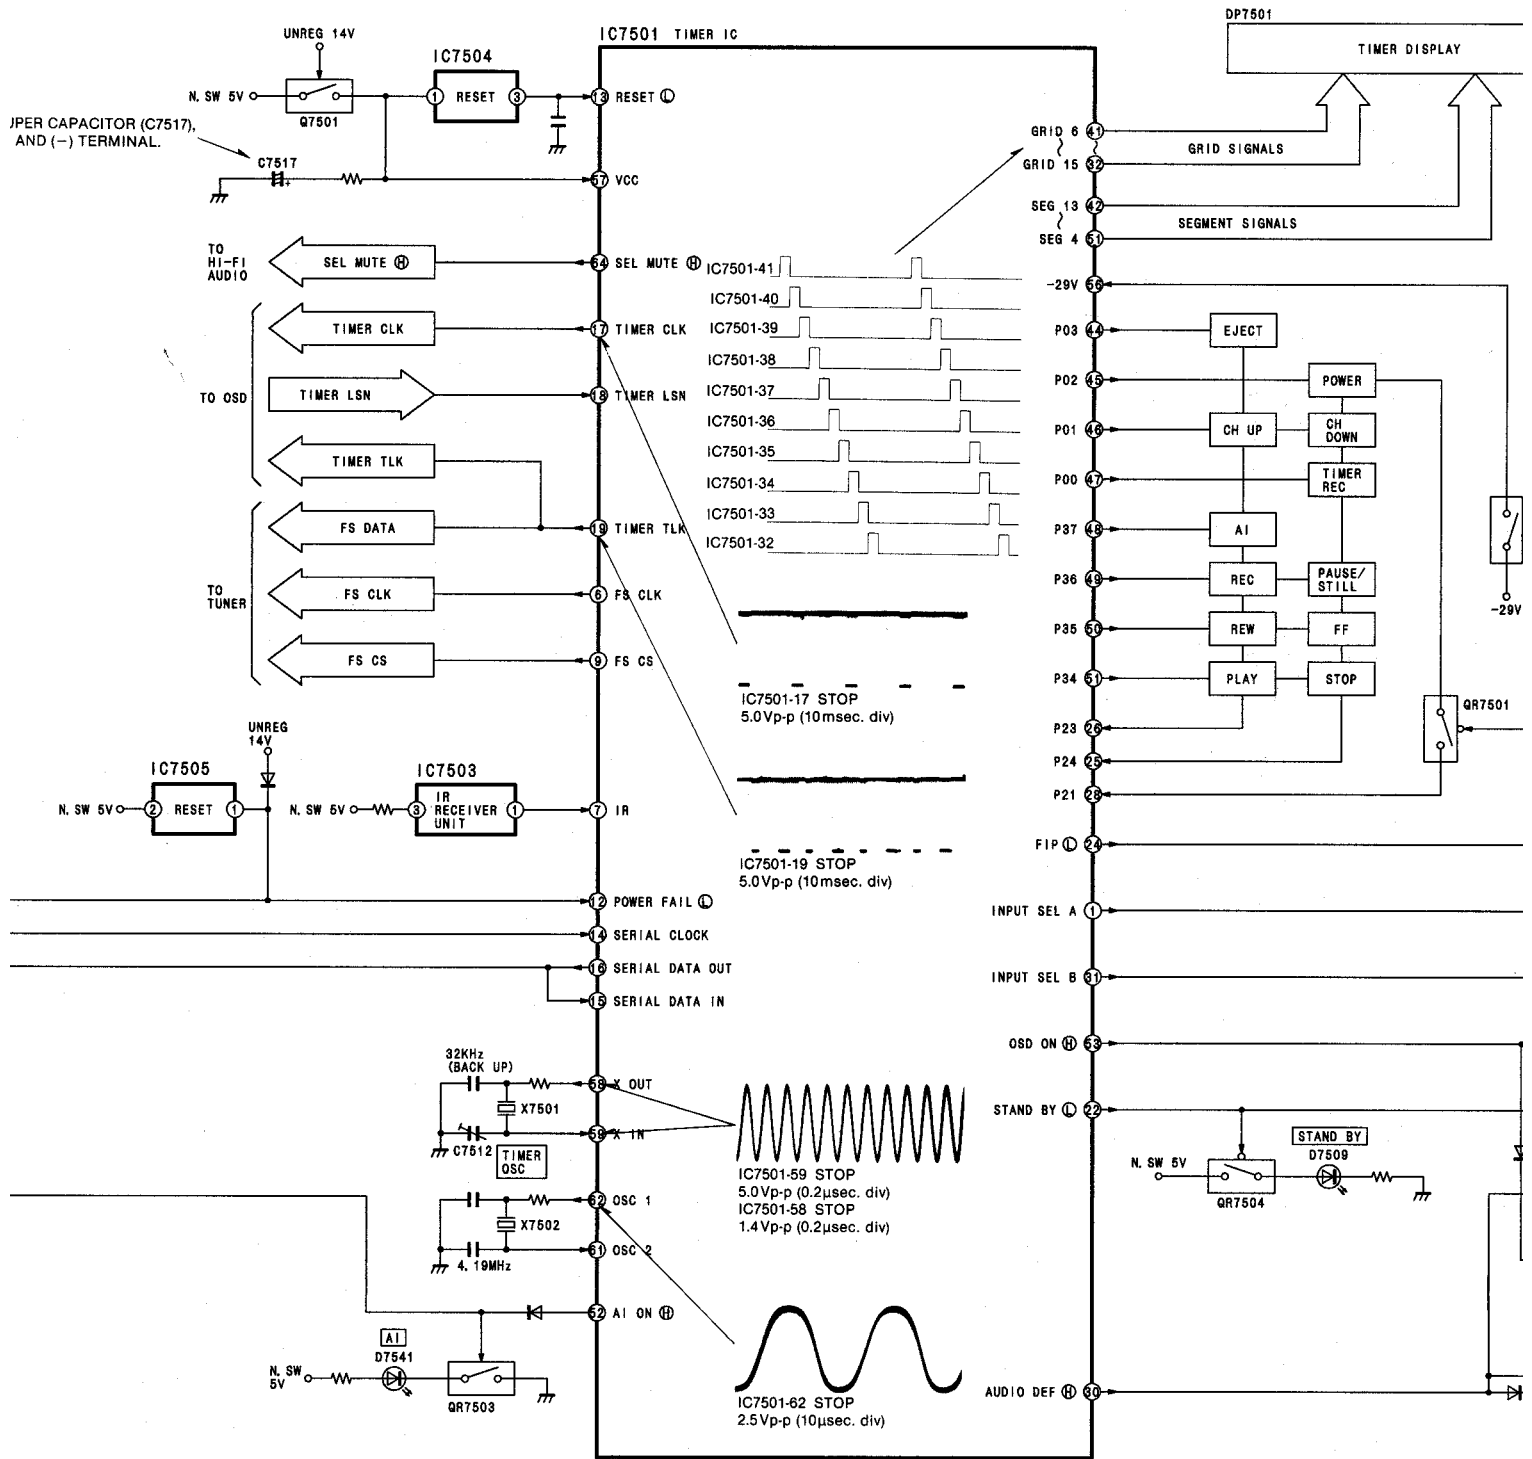 DP7501
TIMER DISPLAY
IC7501 TIMER IC
UNREG 14V
IC7504
N. SW 5V
1 RESET 3
13 RESET Ⓛ
Q7501
UPER CAPACITOR (C7517),
AND (−) TERMINAL.
C7517
+
57 VCC
GRID 6 41
GRID SIGNALS
GRID 15 32
SEG 13 42
SEGMENT SIGNALS
SEG 4 51
-29V 56
TO
HI-FI
AUDIO
SEL MUTE Ⓗ
64 SEL MUTE Ⓗ
TO OSD
TIMER CLK
17 TIMER CLK
TIMER LSN
18 TIMER LSN
TIMER TLK
FS DATA
19 TIMER TLK
TO
TUNER
FS CLK
6 FS CLK
FS CS
9 FS CS
IC7501-41
IC7501-40
IC7501-39
IC7501-38
IC7501-37
IC7501-36
IC7501-35
IC7501-34
IC7501-33
IC7501-32
P03 44
EJECT
P02 45
POWER
P01 46
CH UP
CH
DOWN
P00 47
TIMER
REC
P37 48
AI
P36 49
REC
PAUSE/
STILL
P35 50
REW
FF
P34 51
PLAY
STOP
P23 26
P24 25
P21 28
-29V
QR7501
IC7501-17 STOP
5.0Vp-p (10msec. div)
IC7501-19 STOP
5.0Vp-p (10msec. div)
UNREG
14V
IC7505
N. SW 5V
2 RESET 1
IC7503
N. SW 5V
3 IR
RECEIVER
UNIT 1
7 IR
12 POWER FAIL Ⓛ
14 SERIAL CLOCK
16 SERIAL DATA OUT
15 SERIAL DATA IN
FIP Ⓛ 24
INPUT SEL A 1
INPUT SEL B 31
OSD ON Ⓗ 53
STAND BY Ⓛ 22
32KHz
(BACK UP)
58 X OUT
X7501
59 X IN
C7512
TIMER
OSC
62 OSC 1
X7502
61 OSC 2
4. 19MHz
IC7501-59 STOP
5.0Vp-p (0.2µsec. div)
IC7501-58 STOP
1.4Vp-p (0.2µsec. div)
STAND BY
D7509
N. SW 5V
QR7504
52 AI ON Ⓗ
AI
D7541
N. SW
5V
QR7503
IC7501-62 STOP
2.5Vp-p (10µsec. div)
AUDIO DEF Ⓗ 30